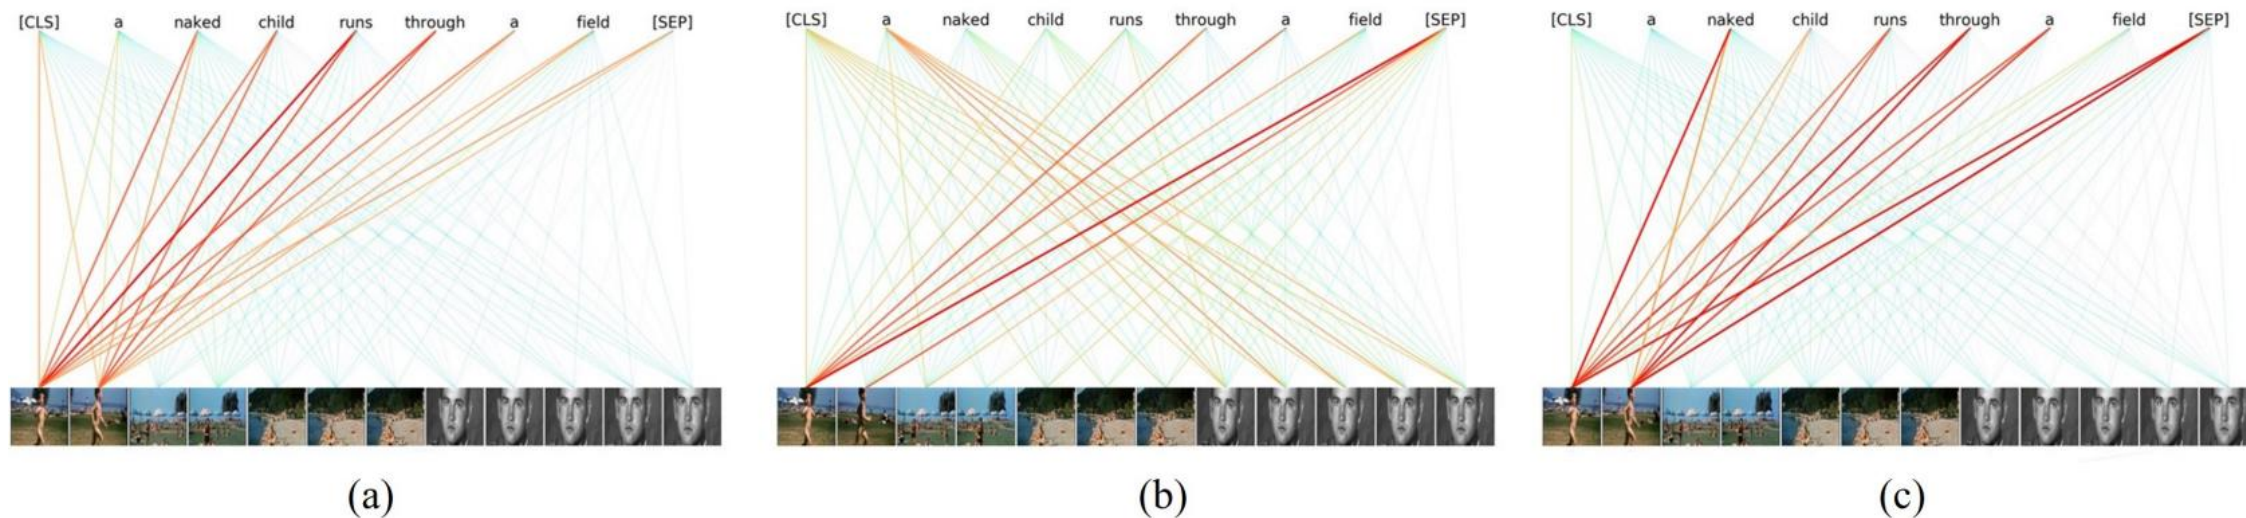 [CLS] a naked child runs through a field [SEP] [CLS] a naked child runs through a field [SEP] [CLS] a naked child runs through a field [SEP]
(a) (b) (c)